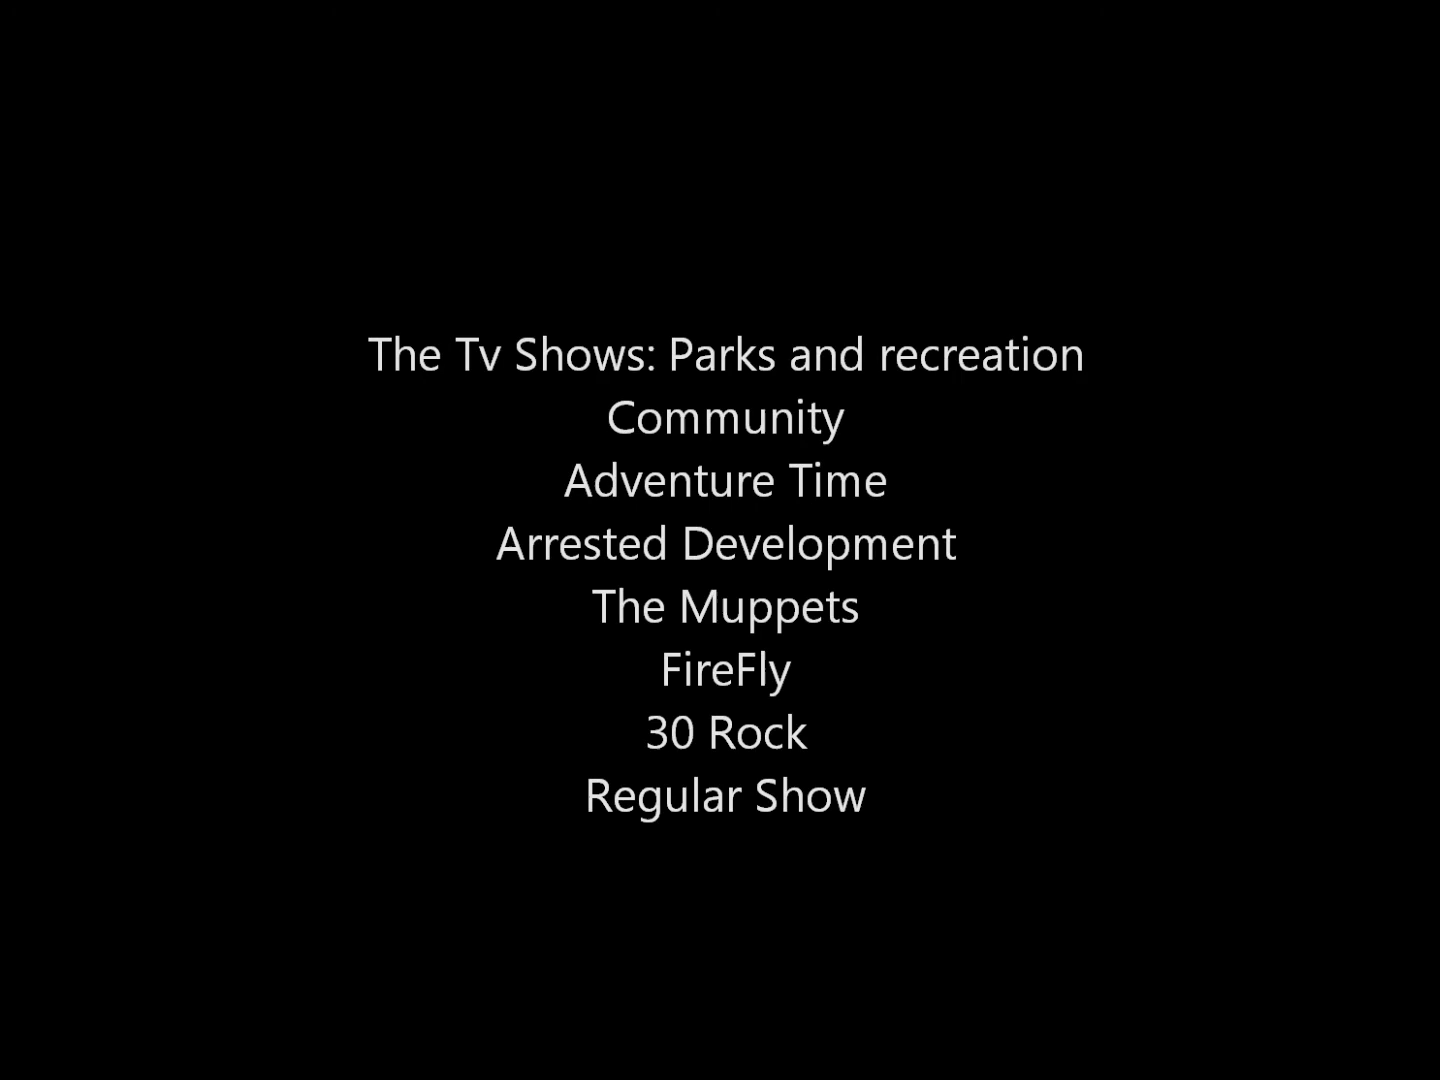 The Tv Shows: Parks and recreation
Community
Adventure Time
Arrested Development
The Muppets
FireFly
30 Rock
Regular Show